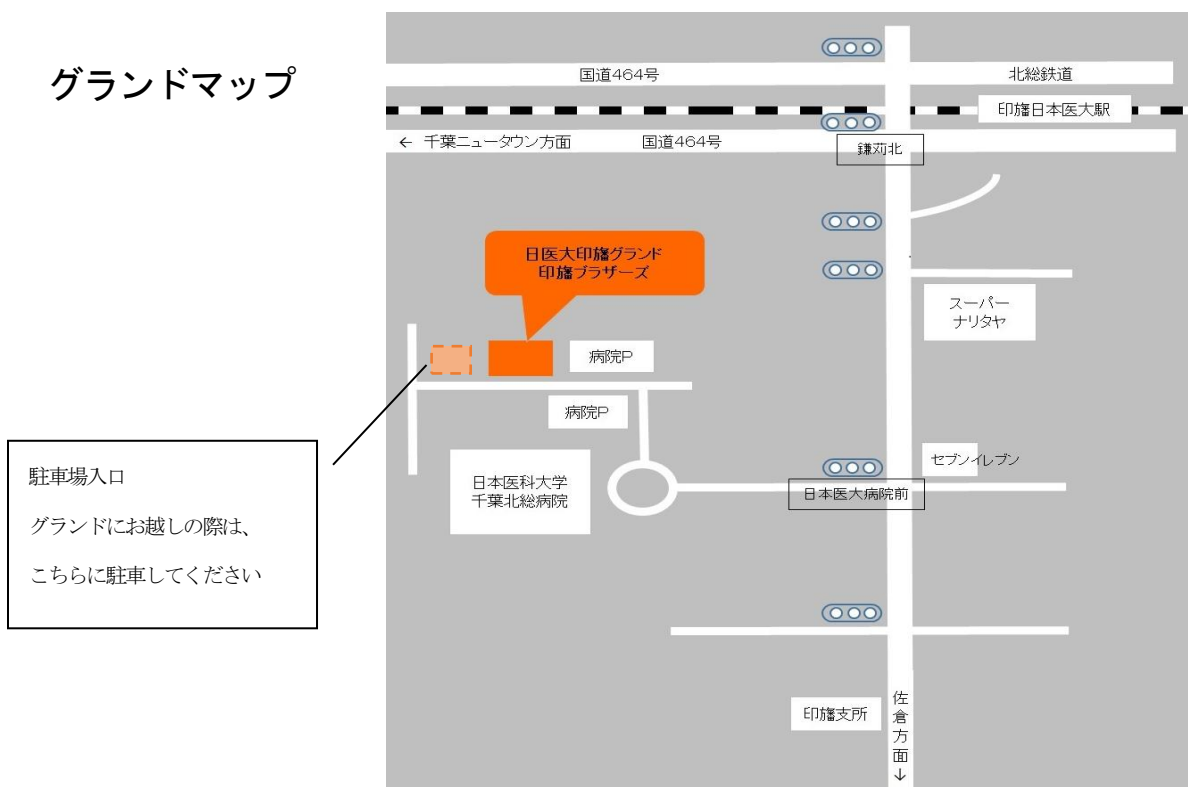 グランドマップ
国道464号
北総鉄道
印旛日本医大駅
← 千葉ニュータウン方面
国道464号
鎌苅北
日医大印旛グランド
印旛ブラザーズ
スーパー
ナリタヤ
病院P
病院P
駐車場入口
グランドにお越しの際は、
こちらに駐車してください
日本医科大学
千葉北総病院
セブンイレブン
日本医大病院前
印旛支所
佐倉方面↓